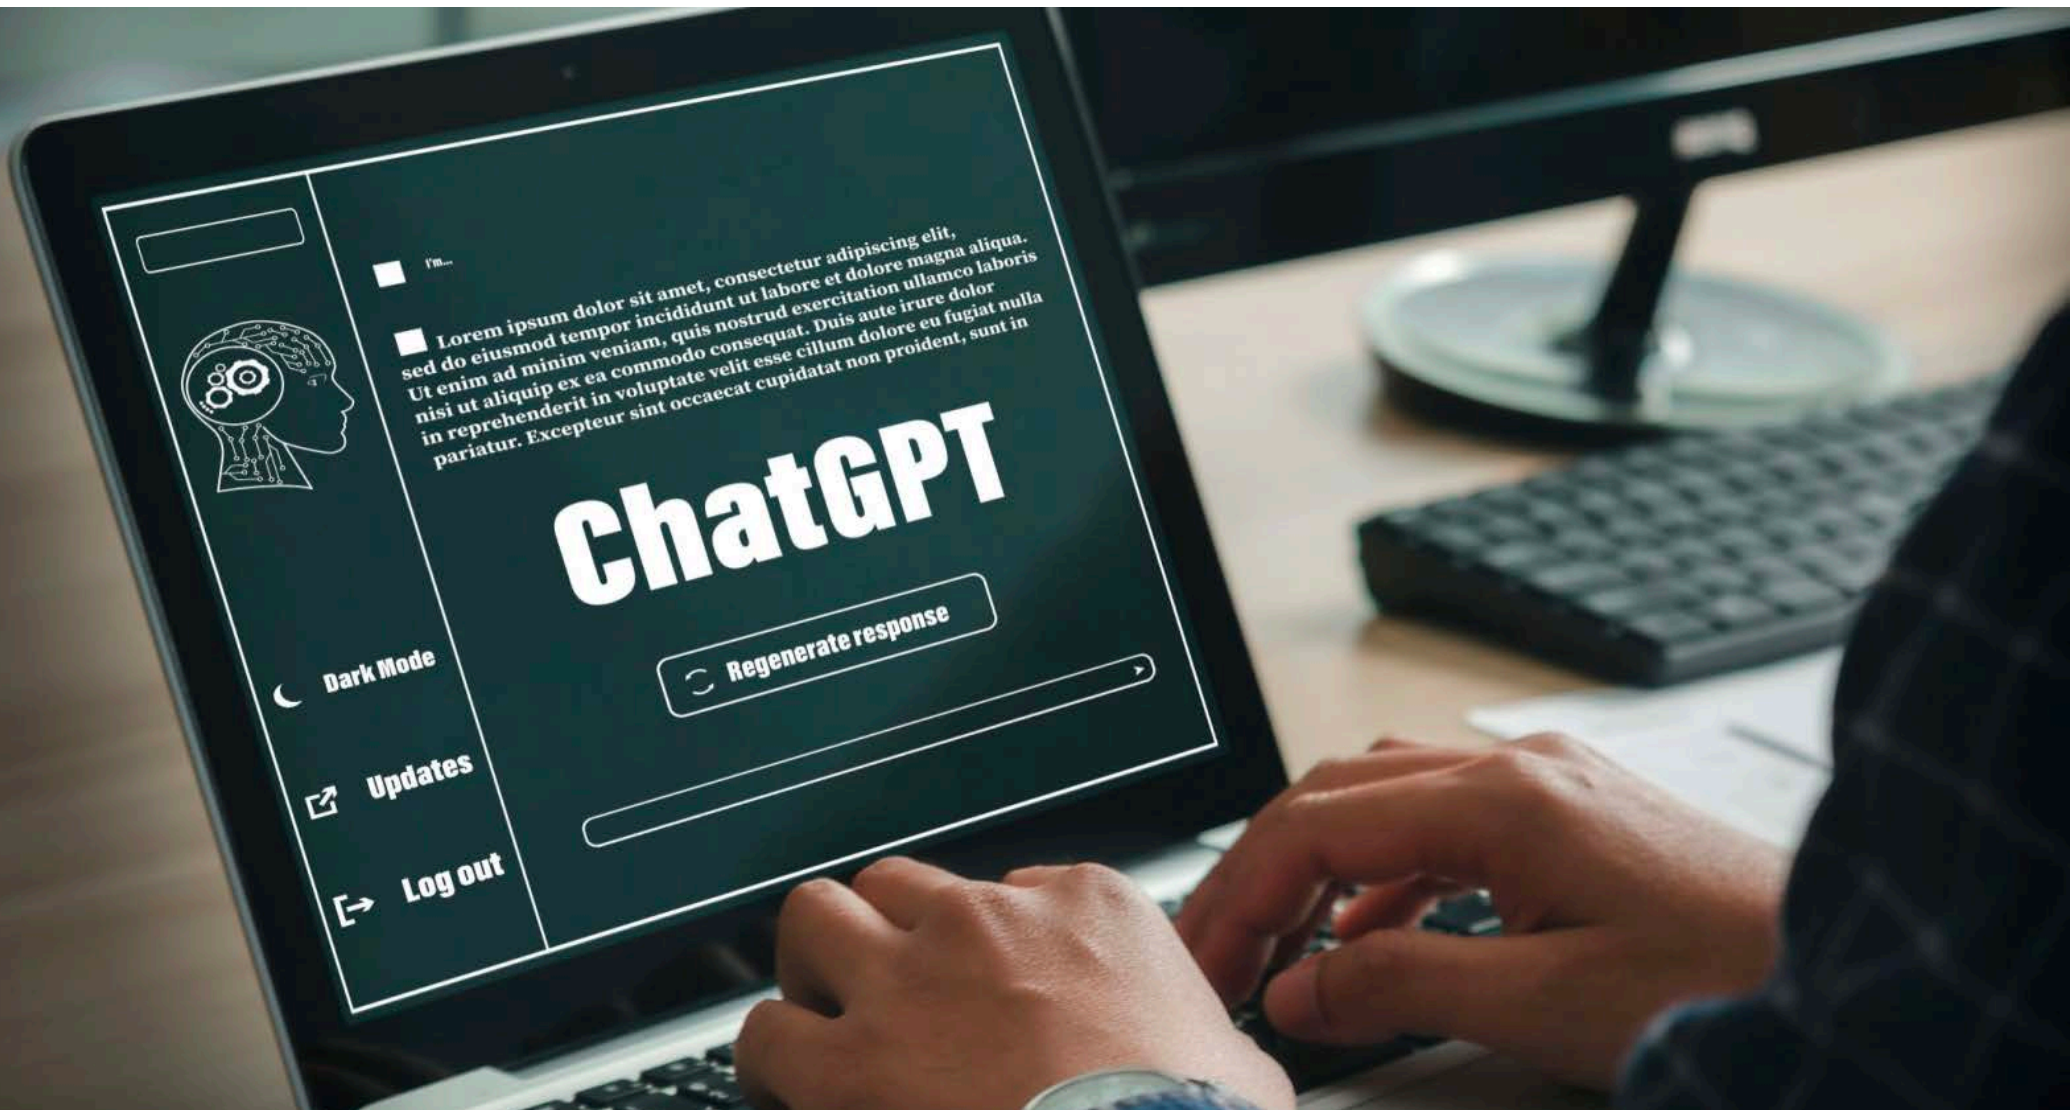 I'm...
Lorem ipsum dolor sit amet, consectetur adipiscing elit,
sed do eiusmod tempor incididunt ut labore et dolore magna aliqua.
Ut enim ad minim veniam, quis nostrud exercitation ullamco laboris
nisi ut aliquip ex ea commodo consequat. Duis aute irure dolor
in reprehenderit in voluptate velit esse cillum dolore eu fugiat nulla
pariatur. Excepteur sint occaecat cupidatat non proident, sunt in
ChatGPT
Regenerate response
Dark Mode
Updates
Log out